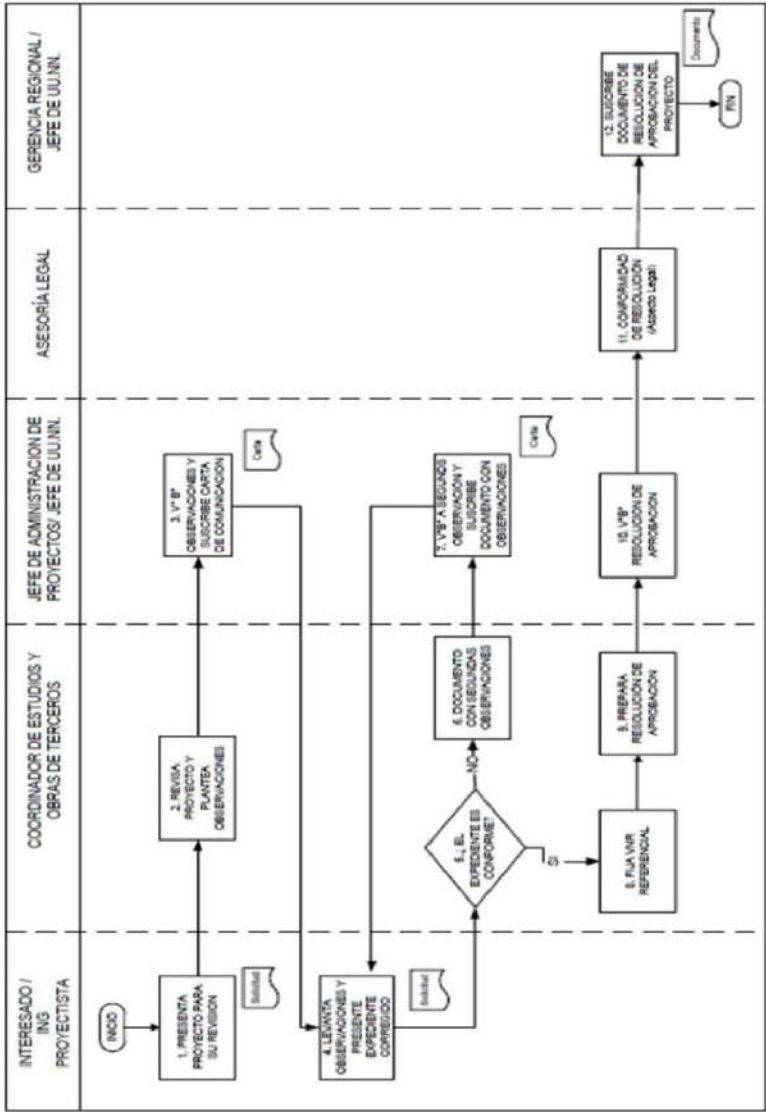 INTERESADO /
ING
PROYECTISTA
COORDINADOR DE ESTUDIOS Y
OBRAS DE TERCEROS
JEFE DE ADMINISTRACION DE
PROYECTOS/ JEFE DE UU.NN.
ASESORÍA LEGAL
GERENCIA REGIONAL /
JEFE DE UU.NN.
INICIO
1. PRESENTA
PROYECTO PARA
SU REVISION
Solicitud
2. REVISA
PROYECTO Y
PLANTEA
OBSERVACIONES
3. V° B°
OBSERVACIONES Y
SUSCRIBE CARTA
DE COMUNICACION
Carta
4. LEVANTA
OBSERVACIONES Y
PRESENTE
EXPEDIENTE
CORREGIDO
Solicitud
5. ¿ EL
EXPEDIENTE ES
CONFORME?
NO
SI
6. DOCUMENTO
CON SEGUNDAS
OBSERVACIONES
7. V°B° A SEGUNDS
OBSERVACION Y
SUSCRIBE
DOCUMENTO CON
OBSERVACIONES
Carta
8. FIJA VNR
REFERENCIAL
9. PREPARA
RESOLUCIÓN DE
APROBACION
10. V°B°
RESOLUCION DE
APROBACION
11. CONFORMIDAD
DE RESOLUCIÓN
(Aspecto Legal)
12. SUSCRIBE
DOCUMENTO DE
RESOLUCION DE
APROBACION DEL
PROYECTO
Documento
FIN